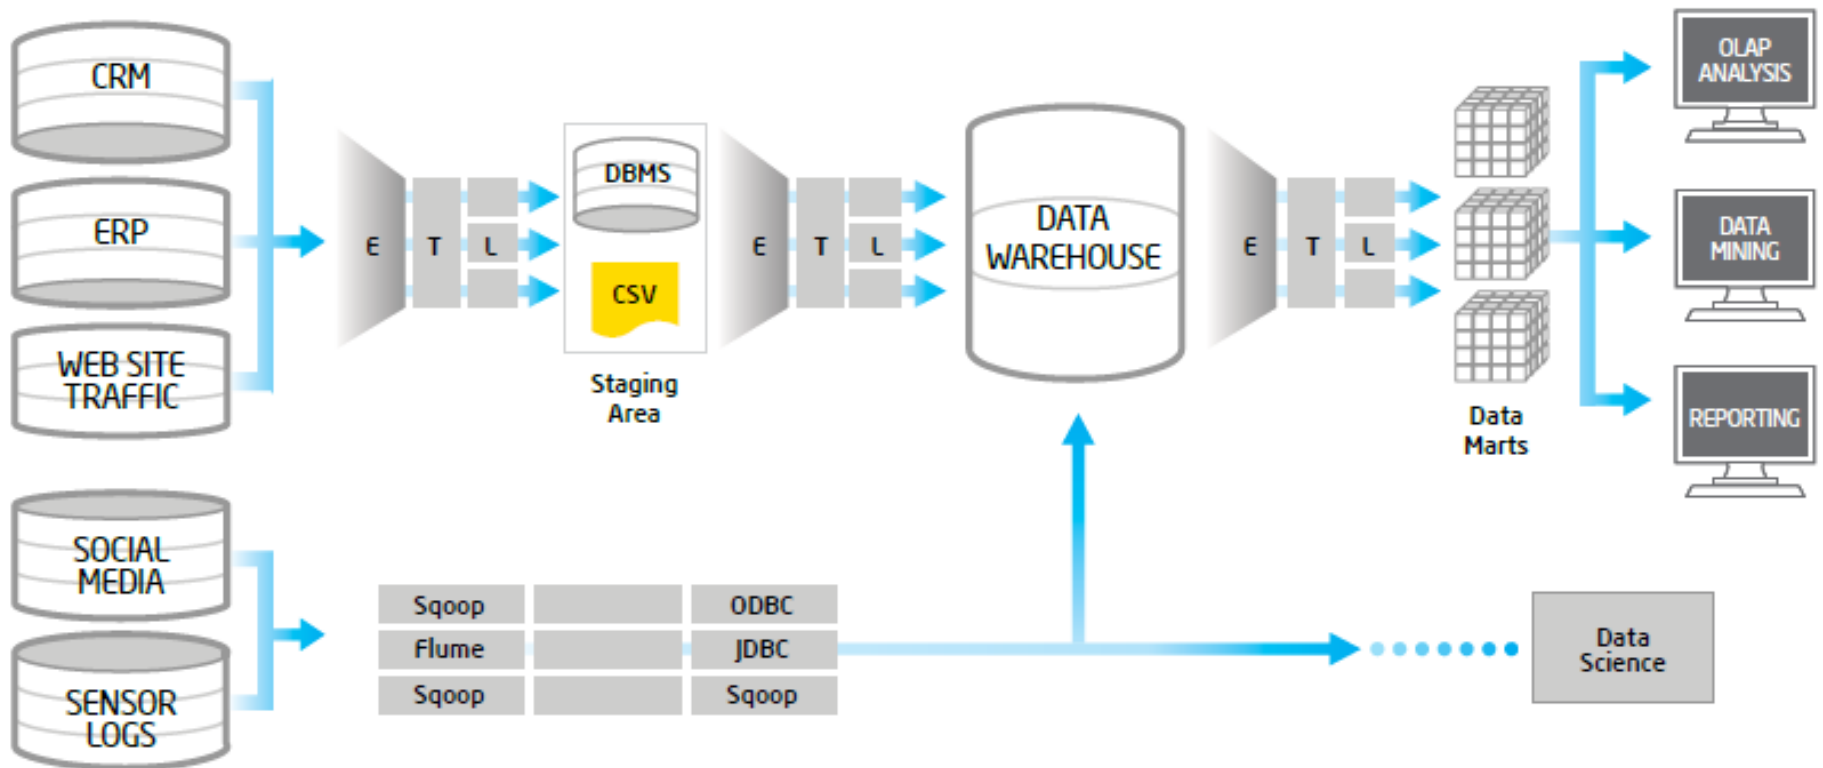 CRM
ERP
WEB SITE
TRAFFIC
SOCIAL
MEDIA
SENSOR
LOGS
E
T
L
DBMS
CSV
Staging
Area
E
T
L
DATA
WAREHOUSE
E
T
L
Data
Marts
OLAP
ANALYSIS
DATA
MINING
REPORTING
Sqoop
ODBC
Flume
JDBC
Sqoop
Sqoop
Data
Science